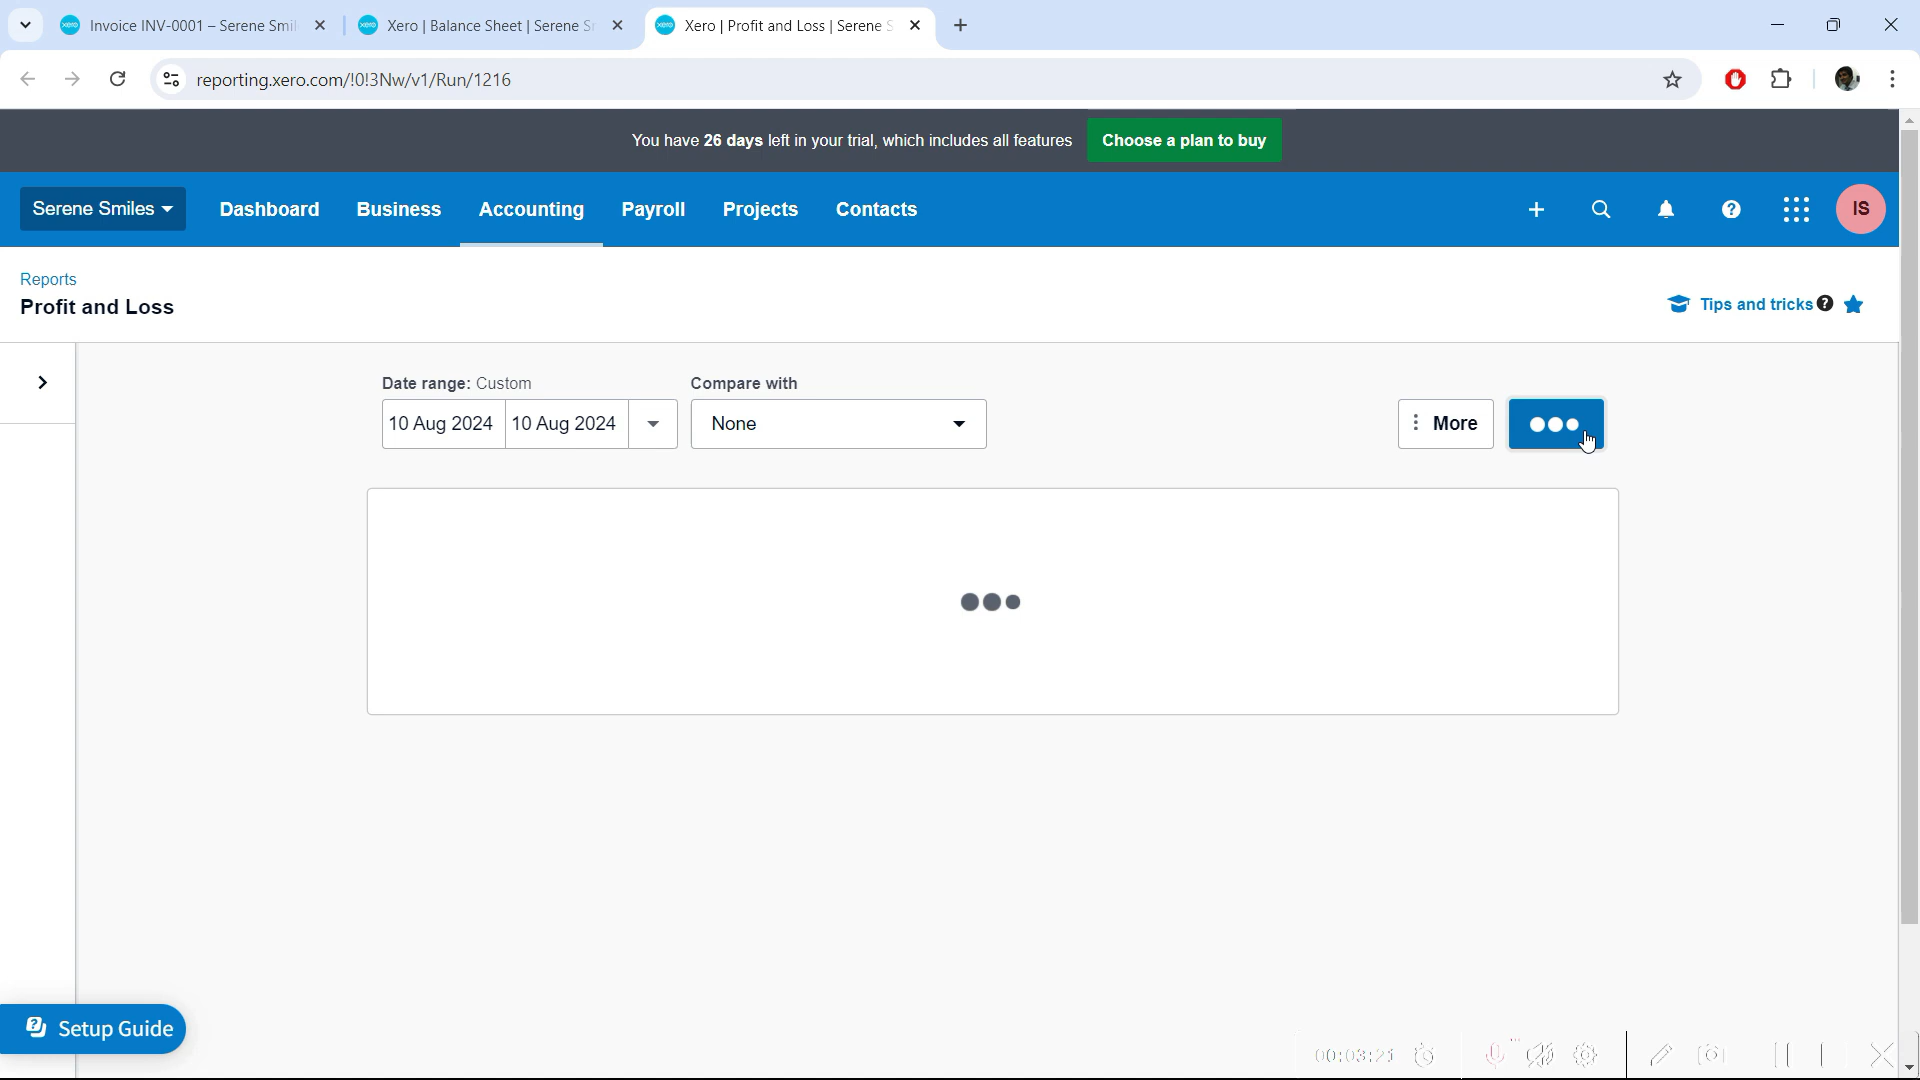 Invoice INV-0001 – Serene Smil
Xero | Balance Sheet | Serene S
Xero | Profit and Loss | Serene S
reporting.xero.com/!0!3Nw/v1/Run/1216
You have 26 days left in your trial, which includes all features
Choose a plan to buy
Serene Smiles
Dashboard
Business
Accounting
Payroll
Projects
Contacts
IS
Reports
Profit and Loss
Tips and tricks
Date range: Custom
Compare with
10 Aug 2024
10 Aug 2024
None
More
Setup Guide
00:03:21